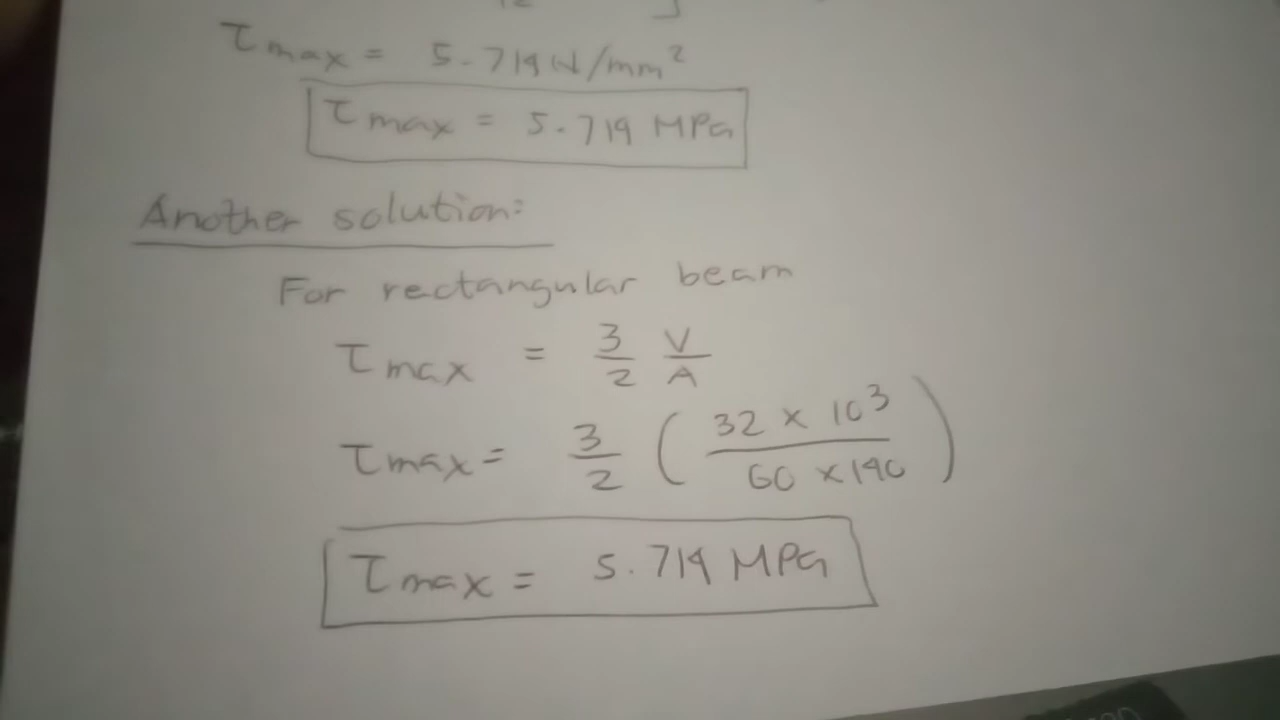 12 ]
τmax = 5.714 N/mm²
τmax = 5.714 MPa
Another solution:
For rectangular beam
τmax = 3/2 V/A
τmax = 3/2 ( 32 x 10³ / 60 x 140 )
τmax = 5.714 MPa